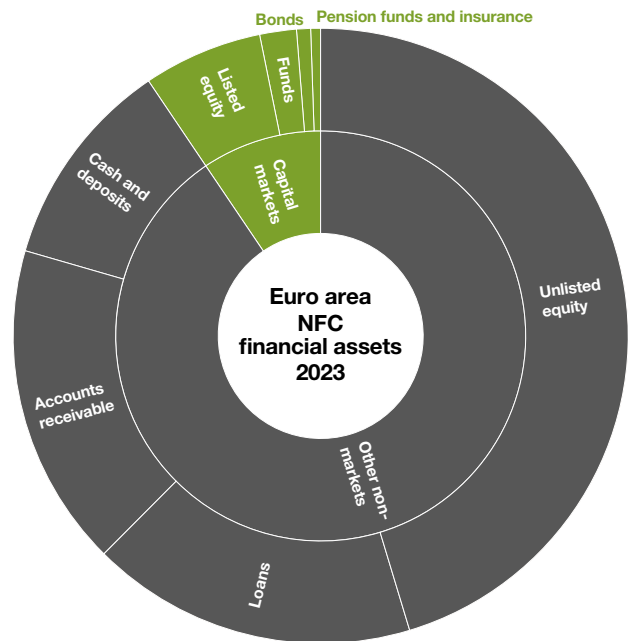 Bonds
Pension funds and insurance
Listed
equity
Funds
Capital
markets
Cash and
deposits
Unlisted
equity
Euro area
NFC
financial assets
2023
Accounts
receivable
Other non-
markets
Loans